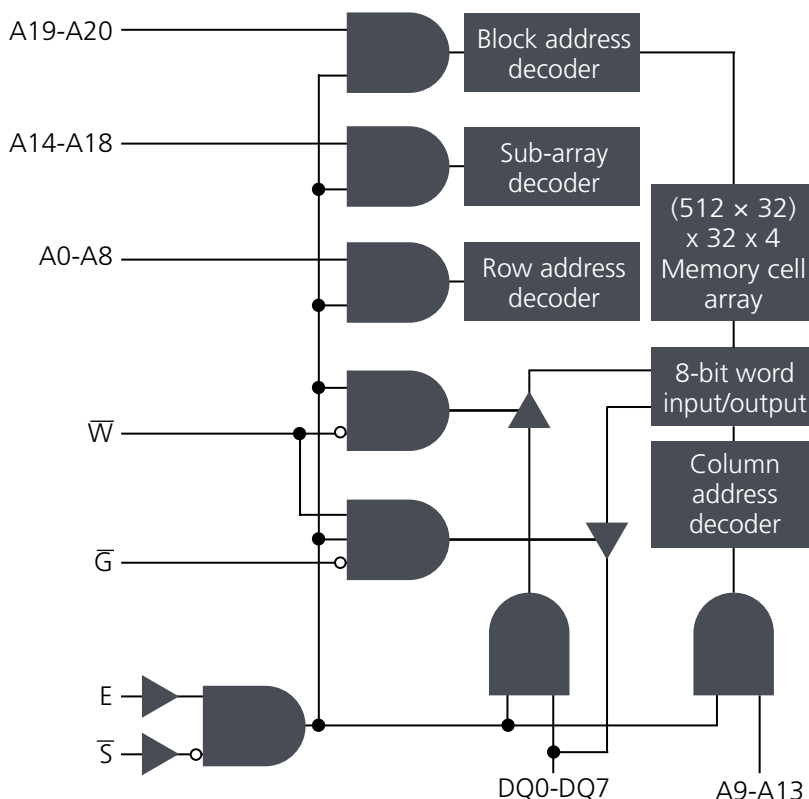 A19-A20
Block address
decoder
A14-A18
Sub-array
decoder
(512 × 32)
x 32 x 4
Memory cell
array
A0-A8
Row address
decoder
8-bit word
input/output
W̅
Column
address
decoder
G̅
E
S̅
DQ0-DQ7
A9-A13